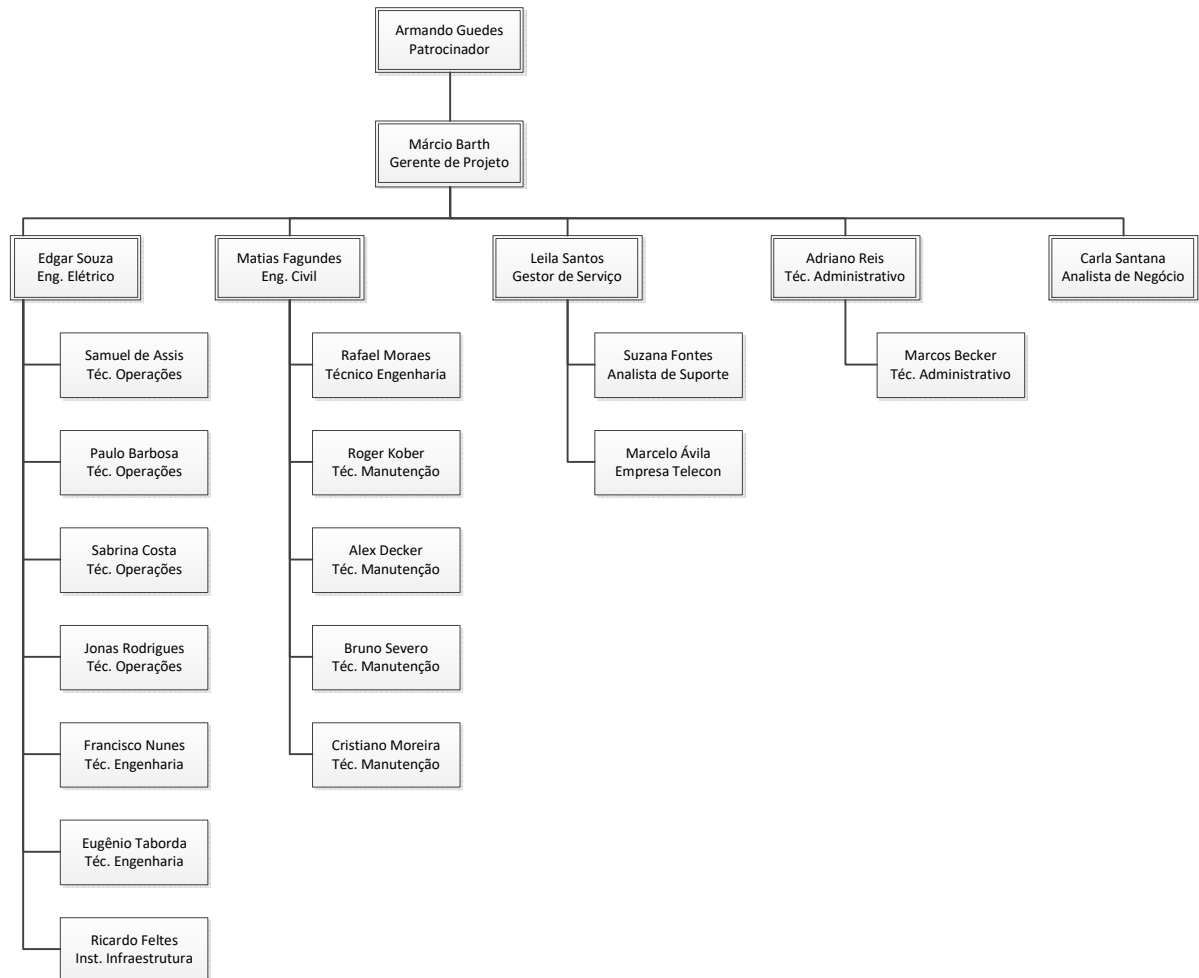 Armando Guedes
Patrocinador
Márcio Barth
Gerente de Projeto
Edgar Souza
Eng. Elétrico
Matias Fagundes
Eng. Civil
Leila Santos
Gestor de Serviço
Adriano Reis
Téc. Administrativo
Carla Santana
Analista de Negócio
Samuel de Assis
Téc. Operações
Rafael Moraes
Técnico Engenharia
Suzana Fontes
Analista de Suporte
Marcos Becker
Téc. Administrativo
Paulo Barbosa
Téc. Operações
Roger Kober
Téc. Manutenção
Marcelo Ávila
Empresa Telecon
Sabrina Costa
Téc. Operações
Alex Decker
Téc. Manutenção
Jonas Rodrigues
Téc. Operações
Bruno Severo
Téc. Manutenção
Francisco Nunes
Téc. Engenharia
Cristiano Moreira
Téc. Manutenção
Eugênio Taborda
Téc. Engenharia
Ricardo Feltes
Inst. Infraestrutura